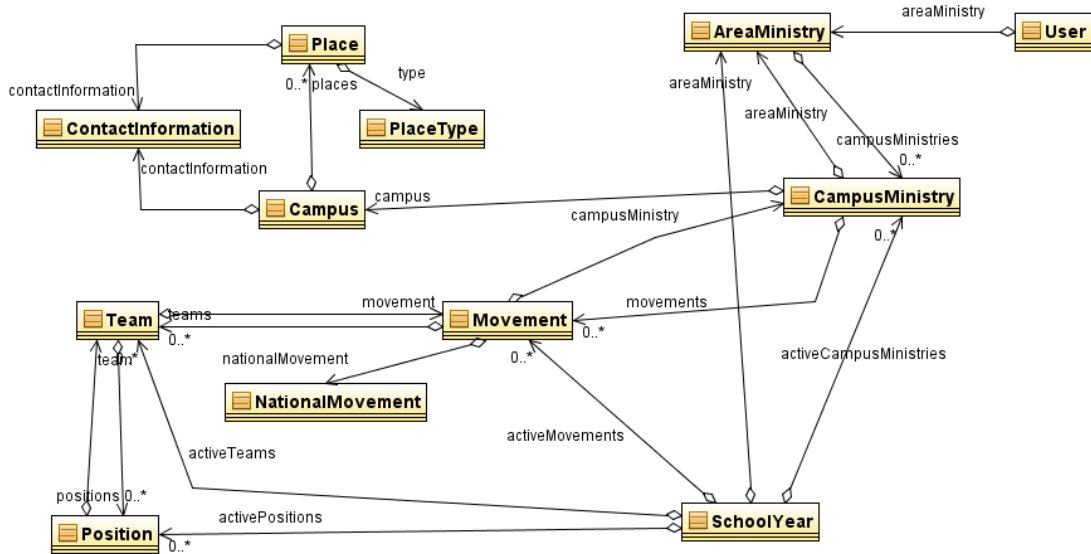 areaMinistry
Place
AreaMinistry
User
type
0..* places
areaMinistry
contactInformation
areaMinistry
ContactInformation
PlaceType
campusMinistries
contactInformation
0..*
campus
CampusMinistry
Campus
campusMinistry
0..*
movement
movements
Team
teams
Movement
0..*
0..*
nationalMovement
0..*
activeCampusMinistries
team
0..*
NationalMovement
activeMovements
activeTeams
positions 0..*
activePositions
SchoolYear
Position
0..*